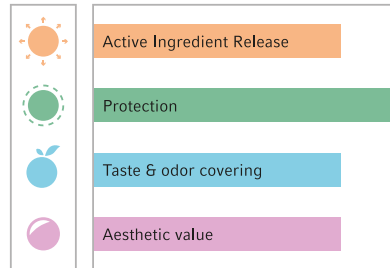 Active Ingredient Release
Protection
Taste & odor covering
Aesthetic value